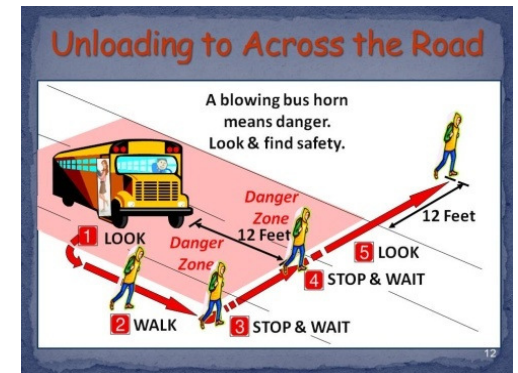 Unloading to Across the Road
A blowing bus horn
means danger.
Look & find safety.
Danger
Zone
12 Feet
Danger
Zone
12 Feet
1 LOOK
2 WALK
3 STOP & WAIT
4 STOP & WAIT
5 LOOK
12